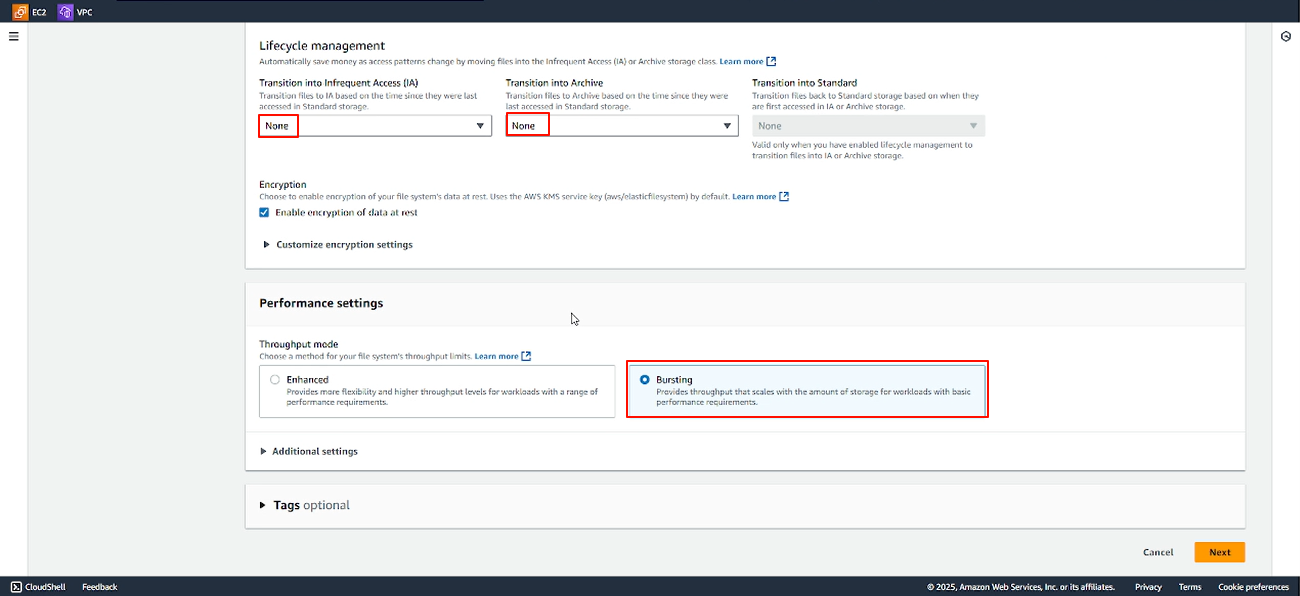 EC2 VPC
Lifecycle management
Automatically save money as access patterns change by moving files into the Infrequent Access (IA) or Archive storage class. Learn more
Transition into Infrequent Access (IA)
Transition files to IA based on the time since they were last
accessed in Standard storage.
None
Transition into Archive
Transition files to Archive based on the time since they were
last accessed in Standard storage.
None
Transition into Standard
Transition files back to Standard storage based on when they
are first accessed in IA or Archive storage.
None
Valid only when you have enabled lifecycle management to
transition files into IA or Archive storage.
Encryption
Choose to enable encryption of your file system's data at rest. Uses the AWS KMS service key (aws/elasticfilesystem) by default. Learn more
Enable encryption of data at rest
Customize encryption settings
Performance settings
Throughput mode
Choose a method for your file system's throughput limits. Learn more
Enhanced
Provides more flexibility and higher throughput levels for workloads with a range of
performance requirements.
Bursting
Provides throughput that scales with the amount of storage for workloads with basic
performance requirements.
Additional settings
Tags optional
Cancel Next
CloudShell Feedback © 2025, Amazon Web Services, Inc. or its affiliates. Privacy Terms Cookie preferences